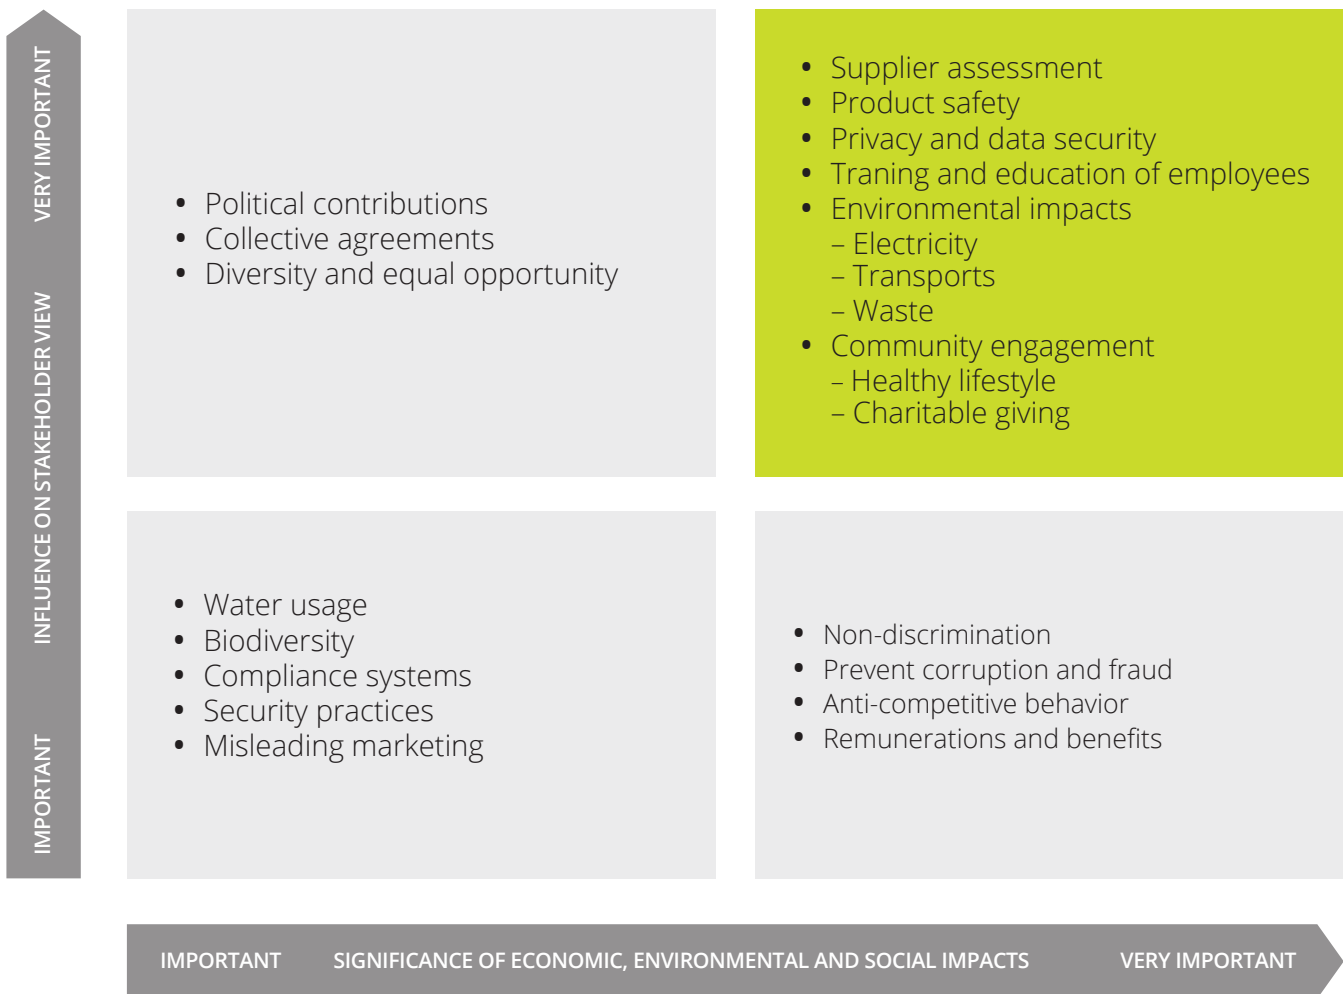 VERY IMPORTANT
INFLUENCE ON STAKEHOLDER VIEW
IMPORTANT
• Political contributions
• Collective agreements
• Diversity and equal opportunity
• Supplier assessment
• Product safety
• Privacy and data security
• Traning and education of employees
• Environmental impacts
– Electricity
– Transports
– Waste
• Community engagement
– Healthy lifestyle
– Charitable giving
• Water usage
• Biodiversity
• Compliance systems
• Security practices
• Misleading marketing
• Non-discrimination
• Prevent corruption and fraud
• Anti-competitive behavior
• Remunerations and benefits
IMPORTANT SIGNIFICANCE OF ECONOMIC, ENVIRONMENTAL AND SOCIAL IMPACTS VERY IMPORTANT